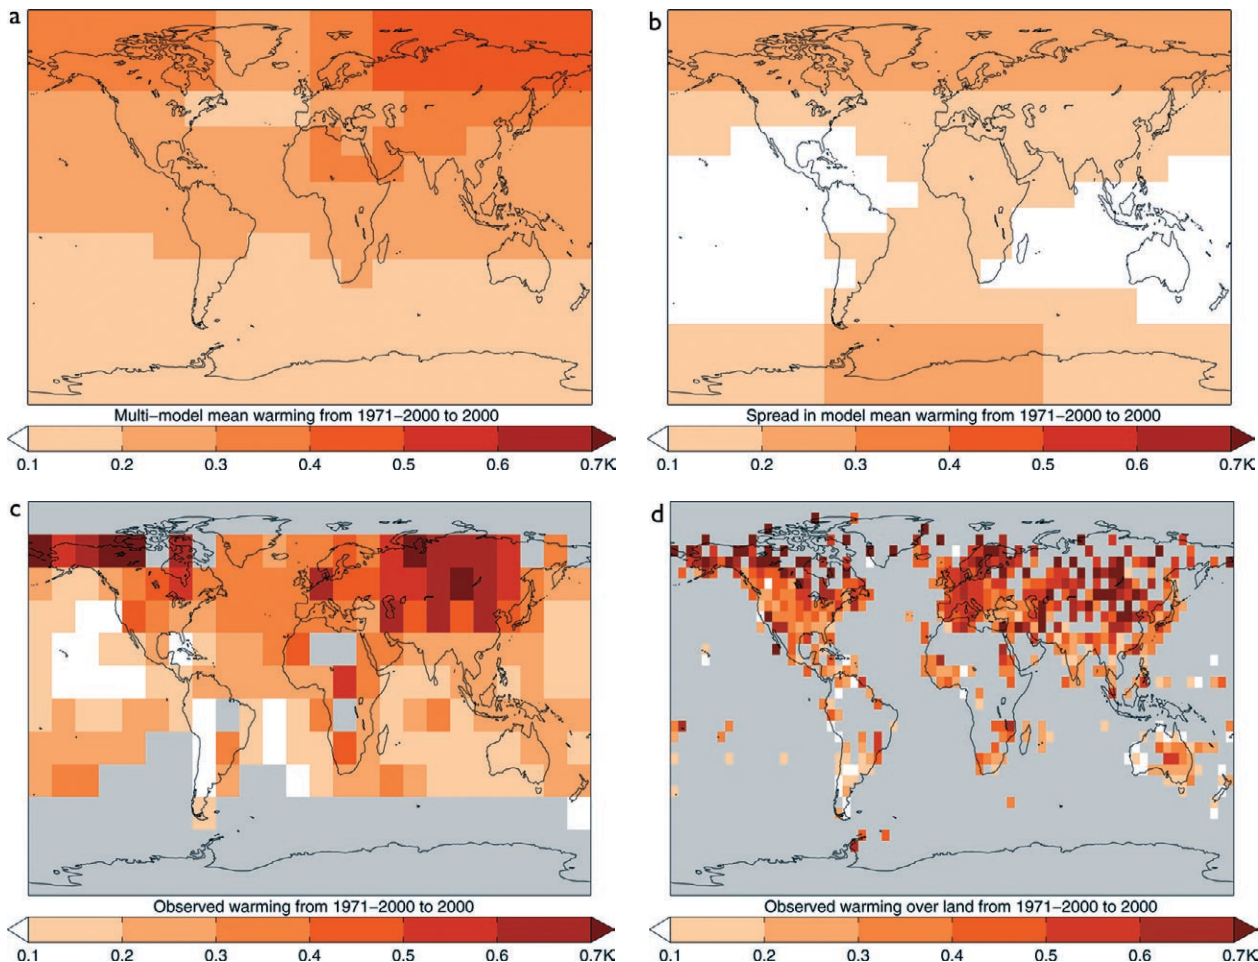 a
b
Multi-model mean warming from 1971-2000 to 2000
Spread in model mean warming from 1971-2000 to 2000
0.1 0.2 0.3 0.4 0.5 0.6 0.7K
0.1 0.2 0.3 0.4 0.5 0.6 0.7K
c
d
Observed warming from 1971-2000 to 2000
Observed warming over land from 1971-2000 to 2000
0.1 0.2 0.3 0.4 0.5 0.6 0.7K
0.1 0.2 0.3 0.4 0.5 0.6 0.7K